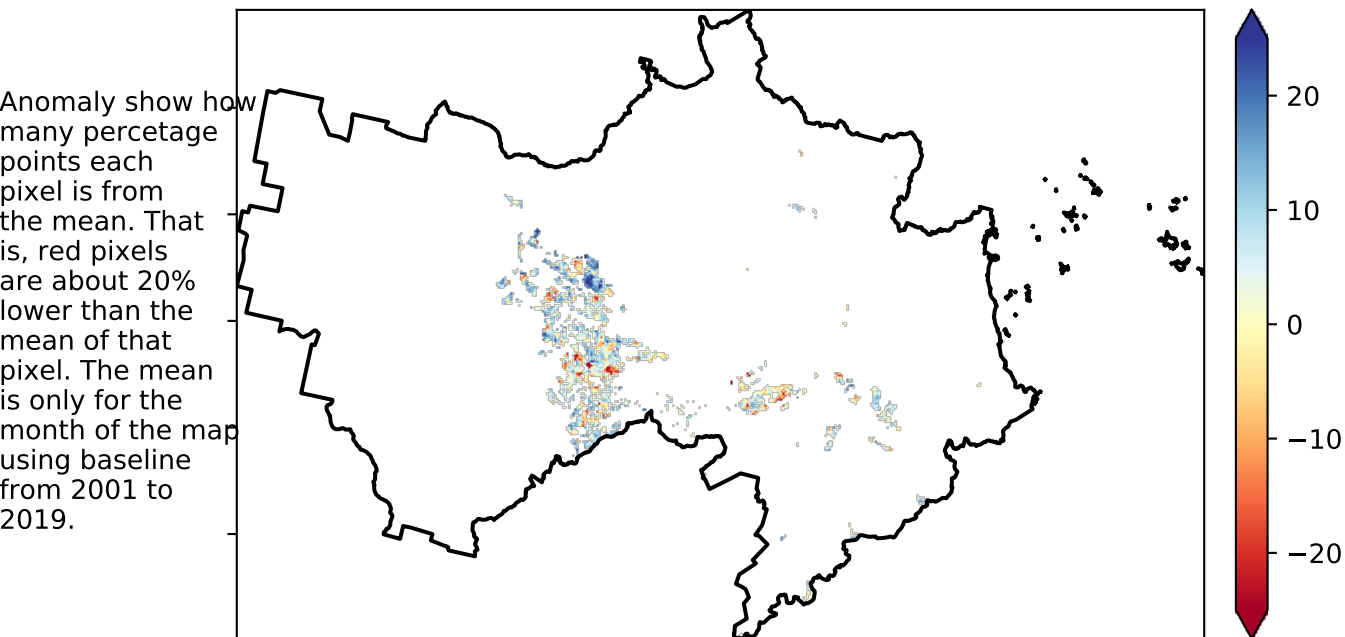 Anomaly show how
many percetage
points each
pixel is from
the mean. That
is, red pixels
are about 20%
lower than the
mean of that
pixel. The mean
is only for the
month of the map
using baseline
from 2001 to
2019.
20
10
0
−10
−20